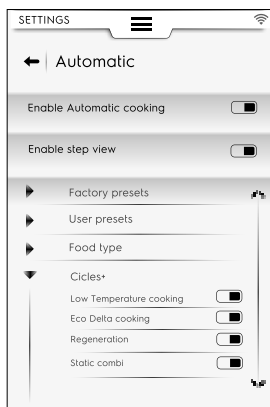 SETTINGS
Automatic
Enable Automatic cooking
Enable step view
Factory presets
User presets
Food type
Cicles+
Low Temperature cooking
Eco Delta cooking
Regeneration
Static combi